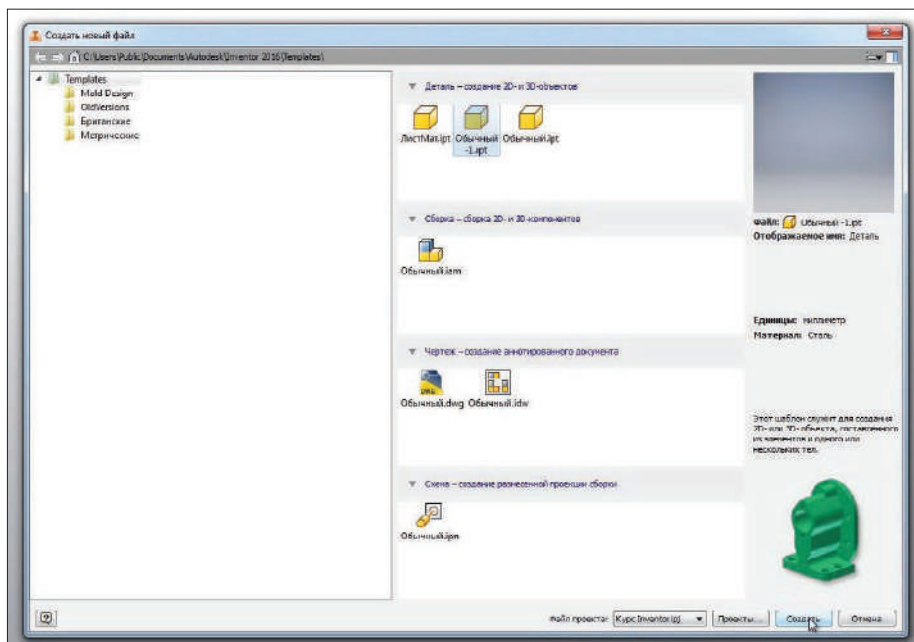 Создать новый файл
C:\Users\Public\Documents\Autodesk\Inventor 2016\Templates\
Templates
Mold Design
OldVersions
Британские
Метрические
Деталь – создание 2D- и 3D-объектов
ЛистМат.ipt
Обычный
-1.ipt
Обычный.ipt
Сборка – сборка 2D- и 3D-компонентов
Обычный.iam
Чертеж – создание аннотированного документа
DWG
Обычный.dwg
Обычный.idw
Схема – создание разнесенной проекции сборки
Обычный.ipn
Файл: Обычный -1.ipt
Отображаемое имя: Деталь
Единицы: миллиметр
Материал: Сталь
Этот шаблон служит для создания
2D- или 3D- объекта, составленного
из элементов и одного или
нескольких тел.
Файл проекта: Курс Inventor.ipj Проекты... Создать Отмена